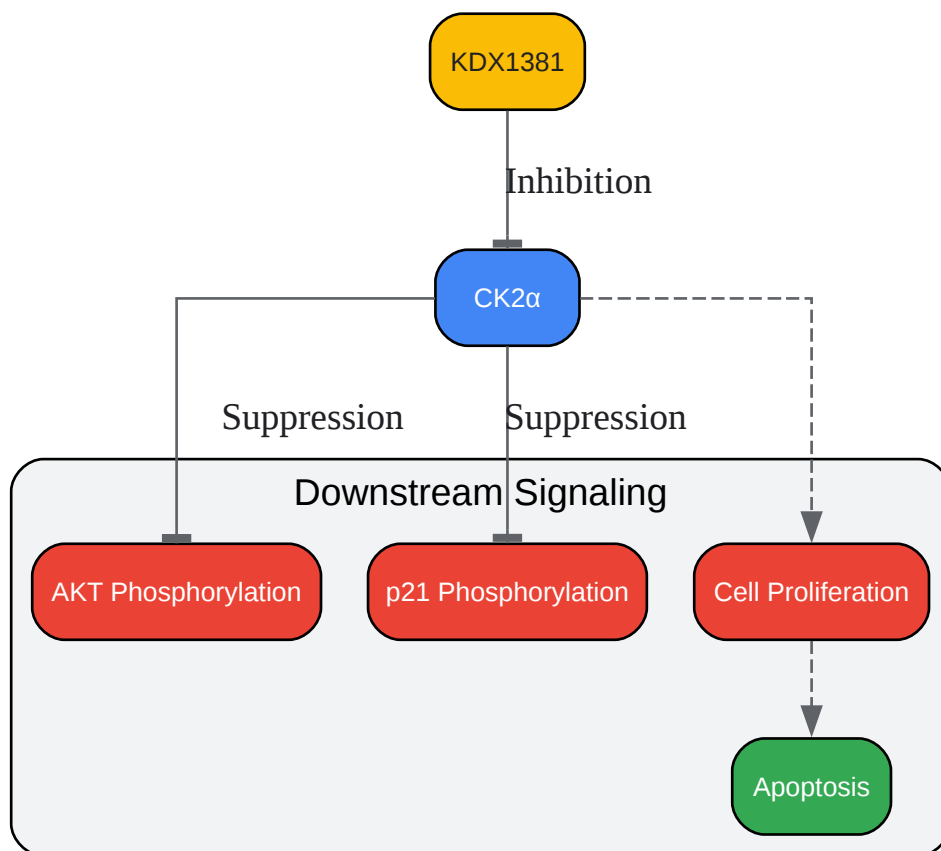 KDX1381
Inhibition
CK2α
Suppression
Suppression
Downstream Signaling
AKT Phosphorylation
p21 Phosphorylation
Cell Proliferation
Apoptosis